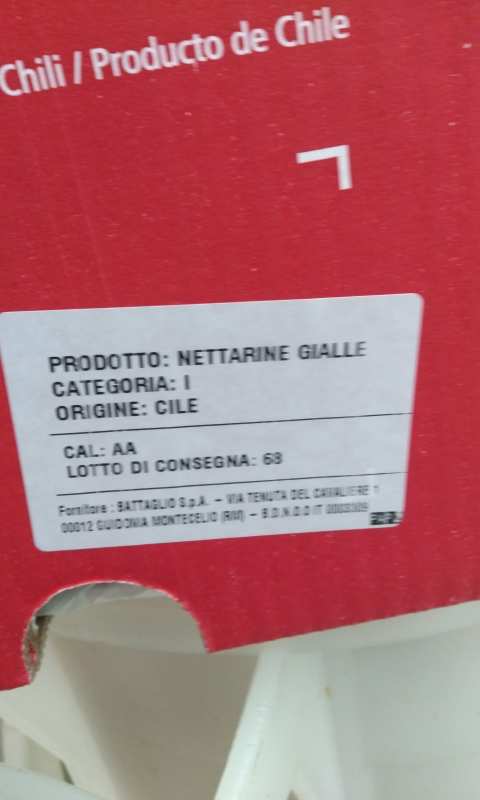 Chili / Producto de Chile
PRODOTTO: NETTARINE GIALLE
CATEGORIA: I
ORIGINE: CILE
CAL: AA
LOTTO DI CONSEGNA: 68
Fornitore : BATTAGLIO S.p.A. – VIA TENUTA DEL CAVALIERE 1
00012 GUIDONIA MONTECELIO (RM) – B.D.N.D.O IT